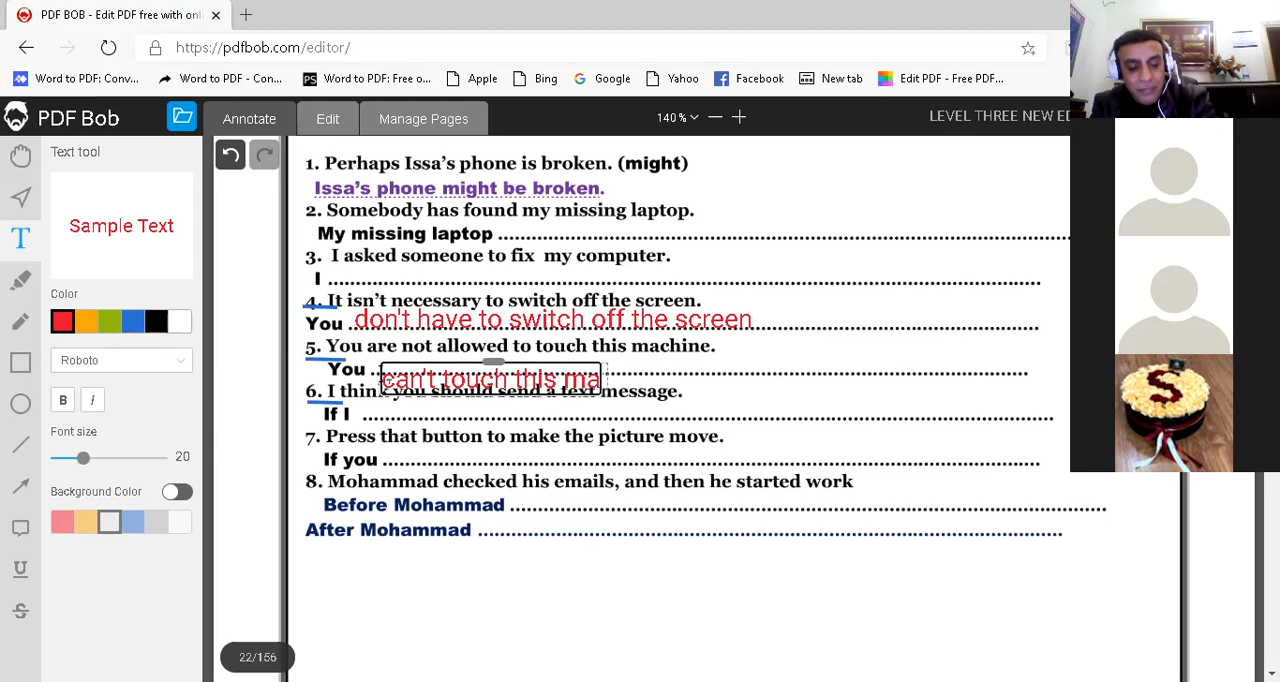 PDF BOB - Edit PDF free with onl
https://pdfbob.com/editor/
Word to PDF: Conv... Word to PDF - Con... Word to PDF: Free o... Apple Bing Google Yahoo Facebook New tab Edit PDF - Free PDF...
PDF Bob Annotate Edit Manage Pages 140% LEVEL THREE NEW ED
Text tool
Sample Text
Color
Roboto
B I
Font size
20
Background Color
1. Perhaps Issa's phone is broken. (might)
Issa's phone might be broken.
2. Somebody has found my missing laptop.
My missing laptop ........................................................................
3. I asked someone to fix my computer.
I ........................................................................
4. It isn't necessary to switch off the screen.
You don't have to switch off the screen ........................................
5. You are not allowed to touch this machine.
You .. can't touch this ma ........................................
6. I think you should send a text message.
If I ........................................................................
7. Press that button to make the picture move.
If you ........................................................................
8. Mohammad checked his emails, and then he started work
Before Mohammad ........................................................................
After Mohammad ........................................................................
22/156